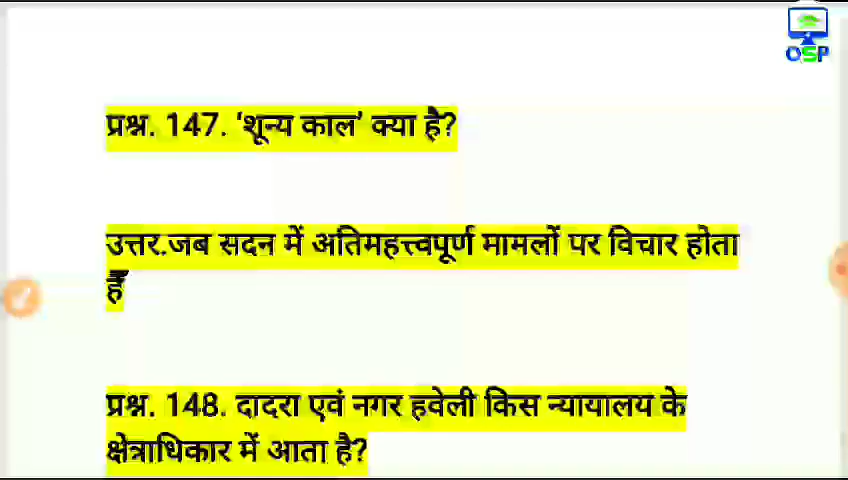 OSP
प्रश्न. 147. ‘शून्य काल’ क्या है?
उत्तर.जब सदन में अतिमहत्त्वपूर्ण मामलों पर विचार होता
है
प्रश्न. 148. दादरा एवं नगर हवेली किस न्यायालय के
क्षेत्राधिकार में आता है?